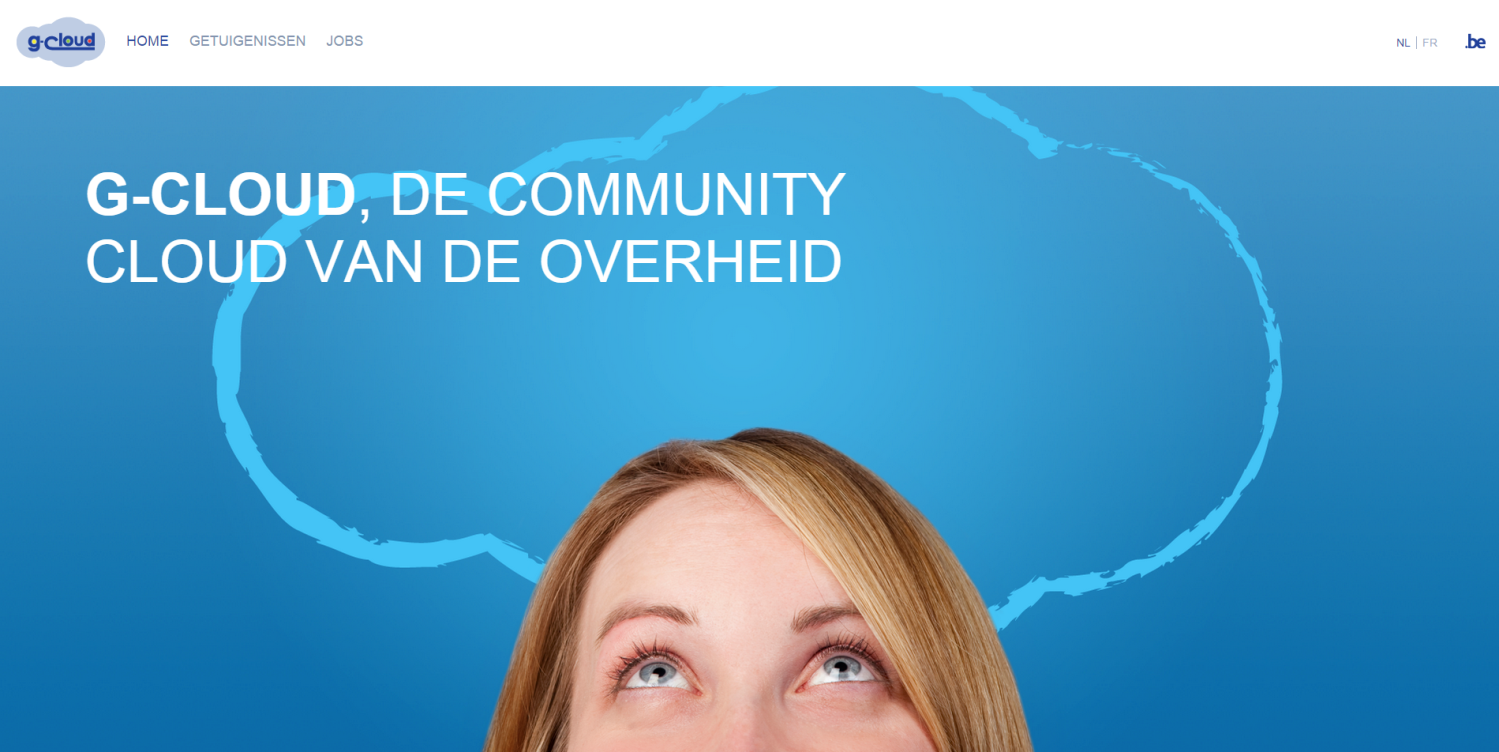 g-cloud
HOME GETUIGENISSEN JOBS
NL | FR
.be
G-CLOUD, DE COMMUNITY
CLOUD VAN DE OVERHEID